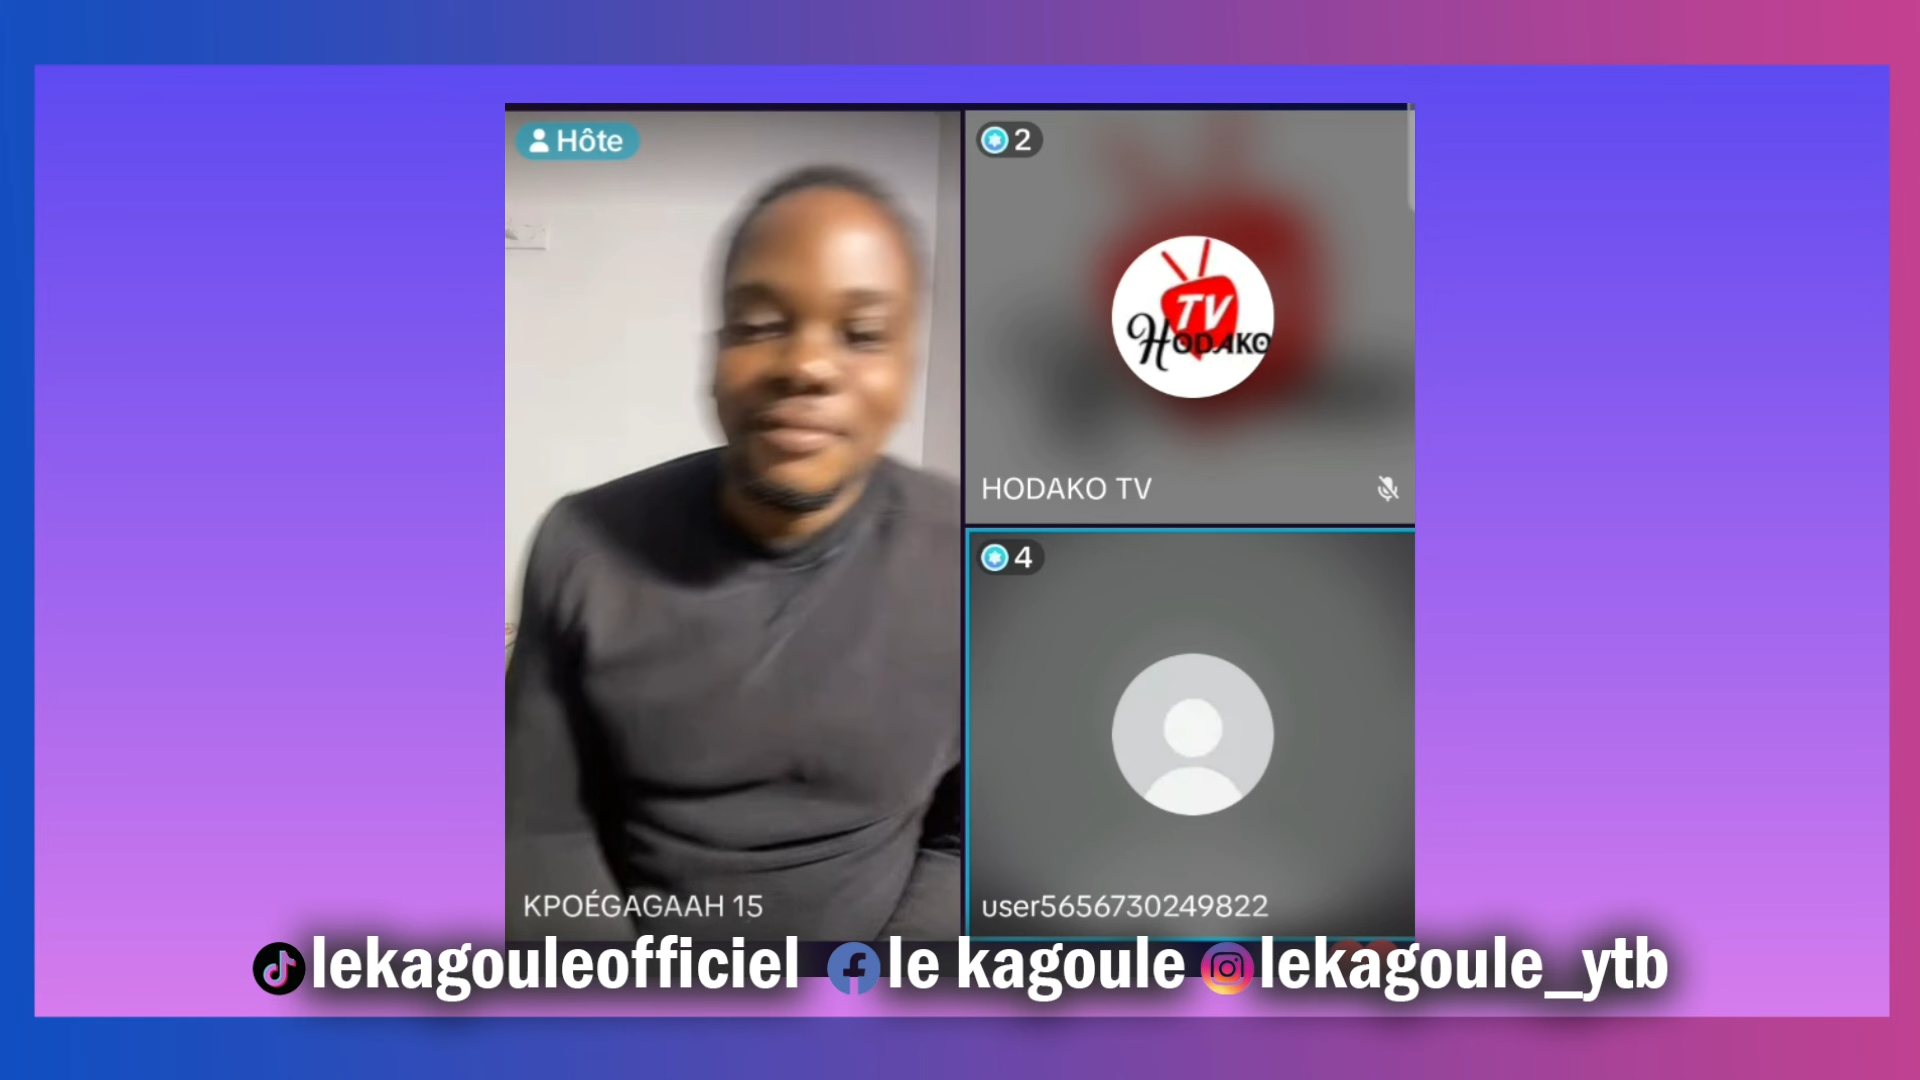 Hôte
2
TV
HODAKO
HODAKO TV
4
KPOÉGAGAAH 15
user5656730249822
lekagouleofficiel le kagoule lekagoule_ytb